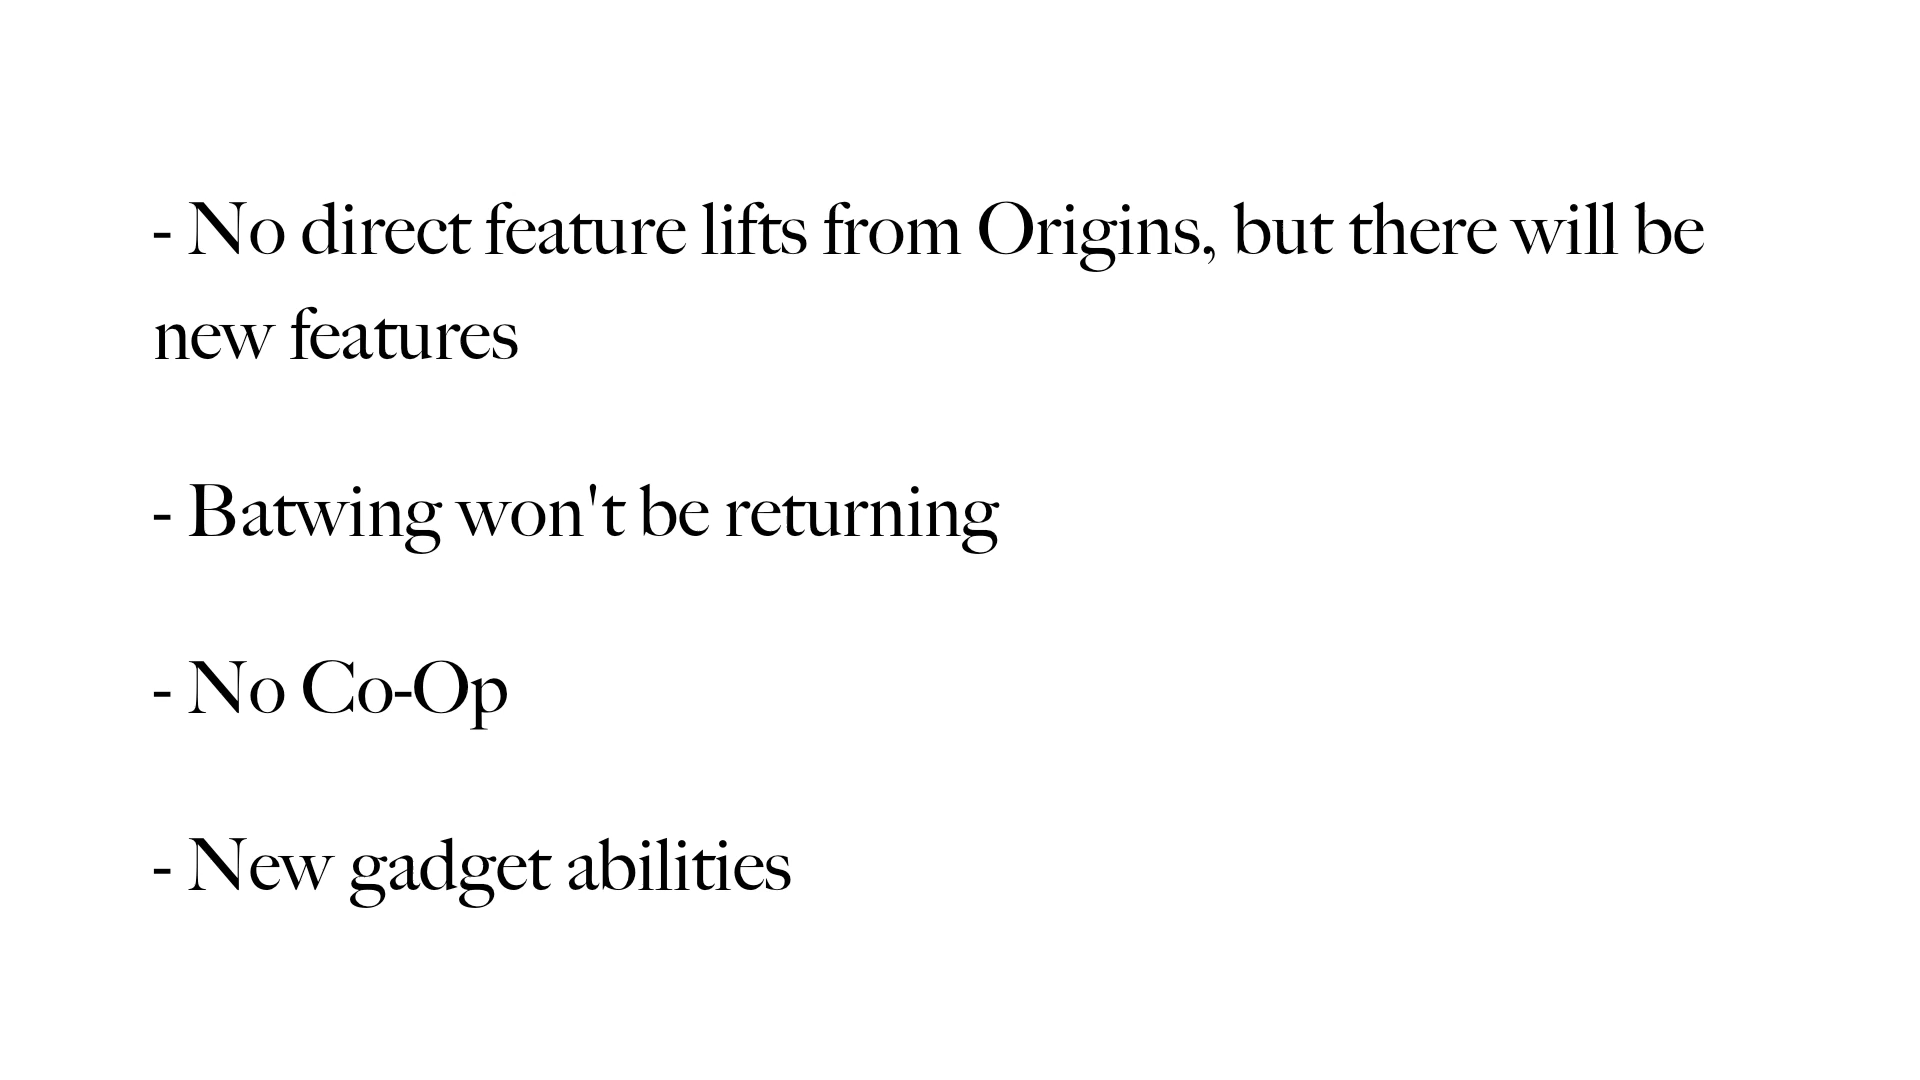 - No direct feature lifts from Origins, but there will be
new features
- Batwing won't be returning
- No Co-Op
- New gadget abilities